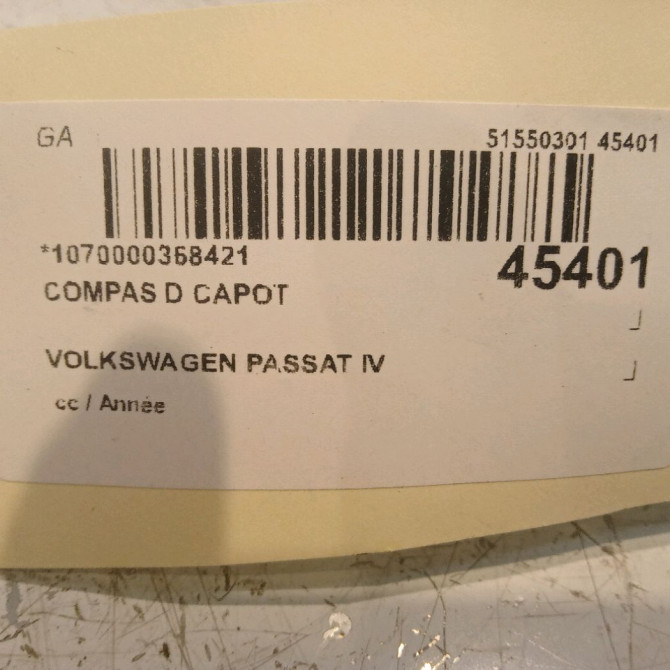 GA
51550301 45401
*1070000368421
45401
COMPAS D CAPOT
VOLKSWAGEN PASSAT IV
cc / Année